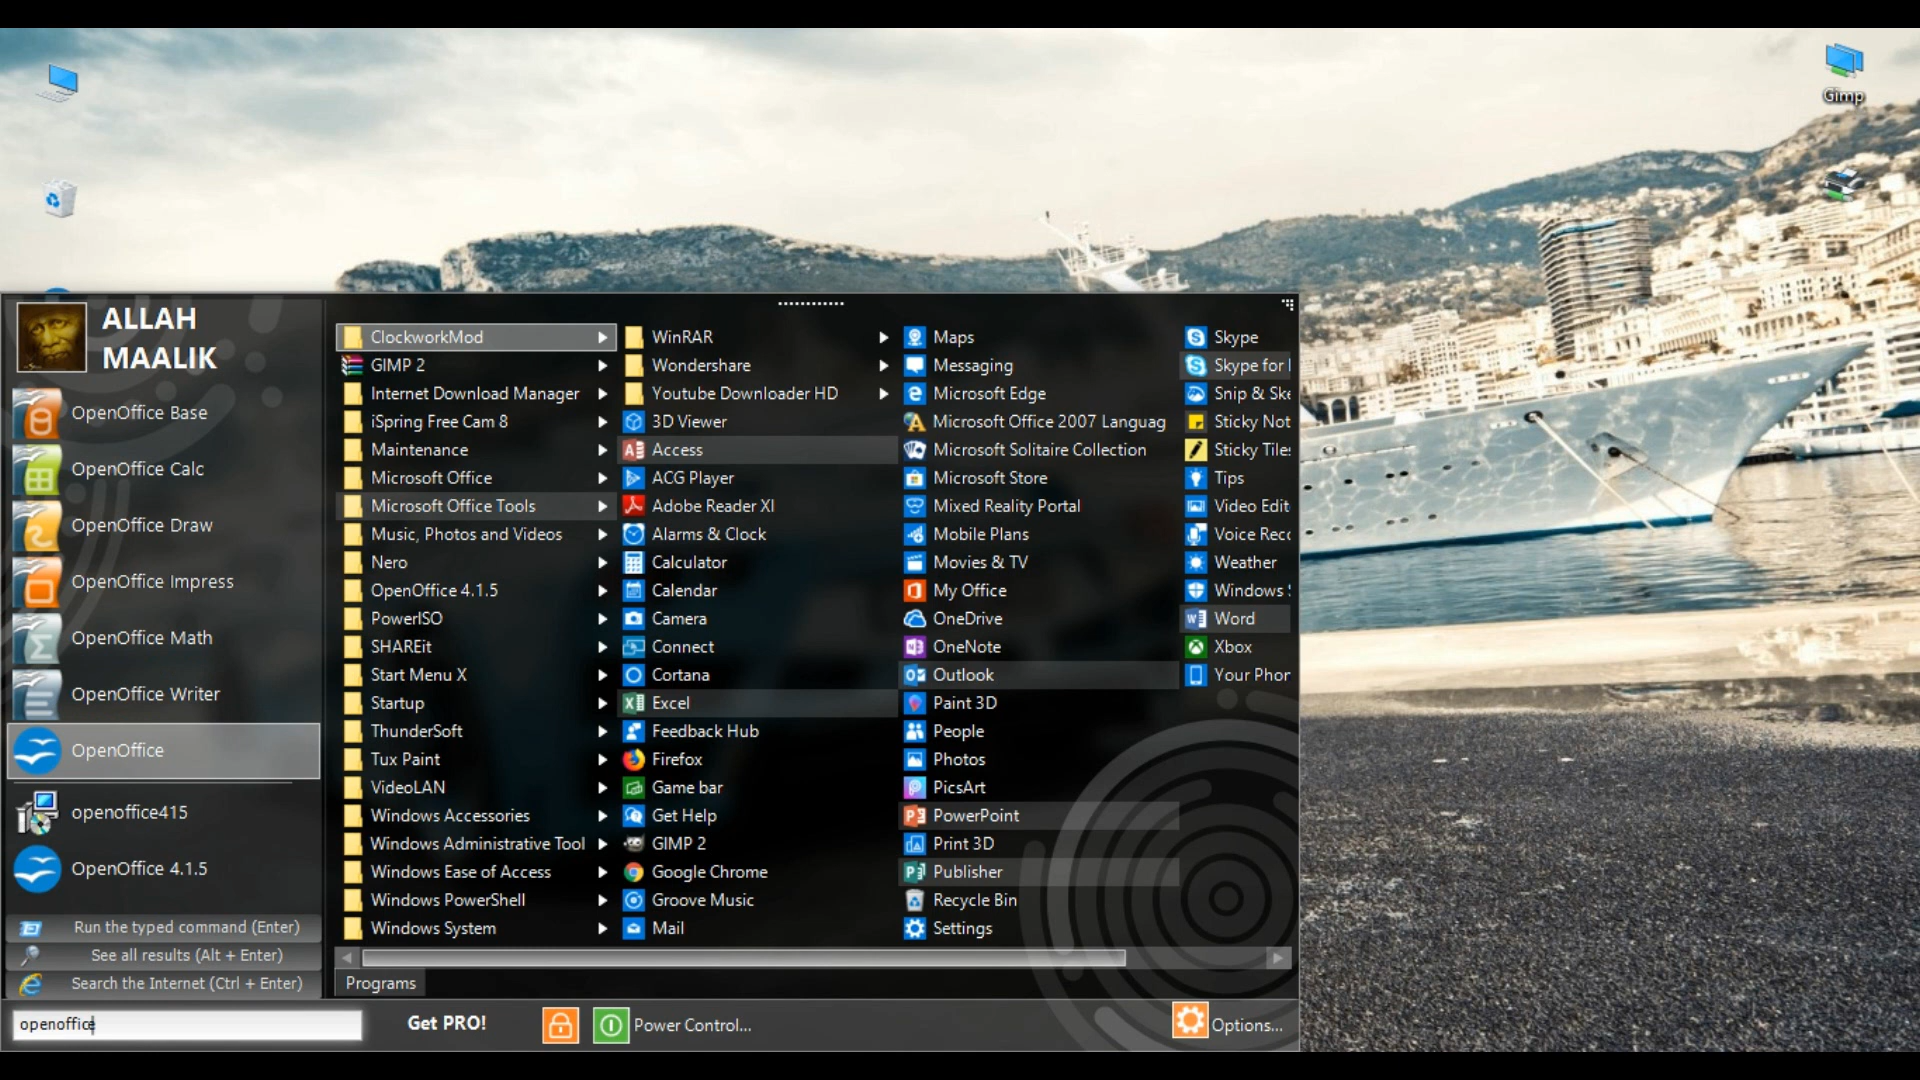 Gimp
ALLAH
MAALIK
OpenOffice Base
OpenOffice Calc
OpenOffice Draw
OpenOffice Impress
OpenOffice Math
OpenOffice Writer
OpenOffice
openoffice415
OpenOffice 4.1.5
Run the typed command (Enter)
See all results (Alt + Enter)
Search the Internet (Ctrl + Enter)
openoffice
ClockworkMod
GIMP 2
Internet Download Manager
iSpring Free Cam 8
Maintenance
Microsoft Office
Microsoft Office Tools
Music, Photos and Videos
Nero
OpenOffice 4.1.5
PowerISO
SHAREit
Start Menu X
Startup
ThunderSoft
Tux Paint
VideoLAN
Windows Accessories
Windows Administrative Tool
Windows Ease of Access
Windows PowerShell
Windows System
WinRAR
Wondershare
Youtube Downloader HD
3D Viewer
Access
ACG Player
Adobe Reader XI
Alarms & Clock
Calculator
Calendar
Camera
Connect
Cortana
Excel
Feedback Hub
Firefox
Game bar
Get Help
GIMP 2
Google Chrome
Groove Music
Mail
Maps
Messaging
Microsoft Edge
Microsoft Office 2007 Languag
Microsoft Solitaire Collection
Microsoft Store
Mixed Reality Portal
Mobile Plans
Movies & TV
My Office
OneDrive
OneNote
Outlook
Paint 3D
People
Photos
PicsArt
PowerPoint
Print 3D
Publisher
Recycle Bin
Settings
Skype
Skype for
Snip & Ske
Sticky Not
Sticky Tile
Tips
Video Edit
Voice Rec
Weather
Windows
Word
Xbox
Your Phor
Programs
Get PRO!
Power Control...
Options...